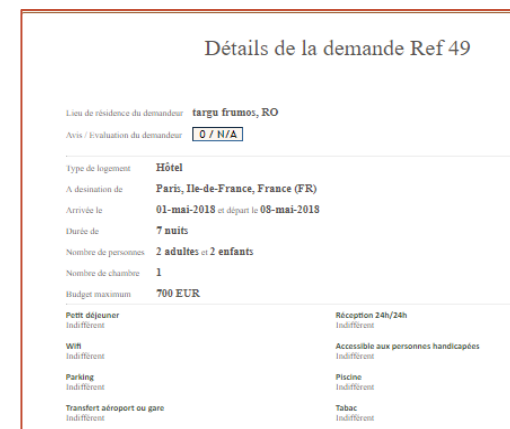 Détails de la demande Ref 49
Lieu de résidence du demandeur targu frumos, RO
Avis / Evaluation du demandeur 0 / N/A
Type de logement Hôtel
A desination de Paris, Ile-de-France, France (FR)
Arrivée le 01-mai-2018 et départ le 08-mai-2018
Durée de 7 nuits
Nombre de personnes 2 adultes et 2 enfants
Nombre de chambre 1
Budget maximum 700 EUR
Petit déjeuner
Indifférent
Réception 24h/24h
Indifférent
Wifi
Indifférent
Accessible aux personnes handicapées
Indifférent
Parking
Indifférent
Piscine
Indifférent
Transfert aéroport ou gare
Indifférent
Tabac
Indifférent